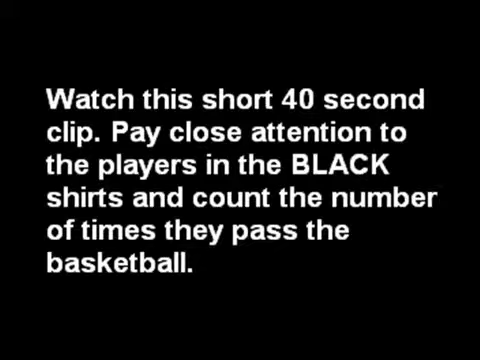 Watch this short 40 second
clip. Pay close attention to
the players in the BLACK
shirts and count the number
of times they pass the
basketball.